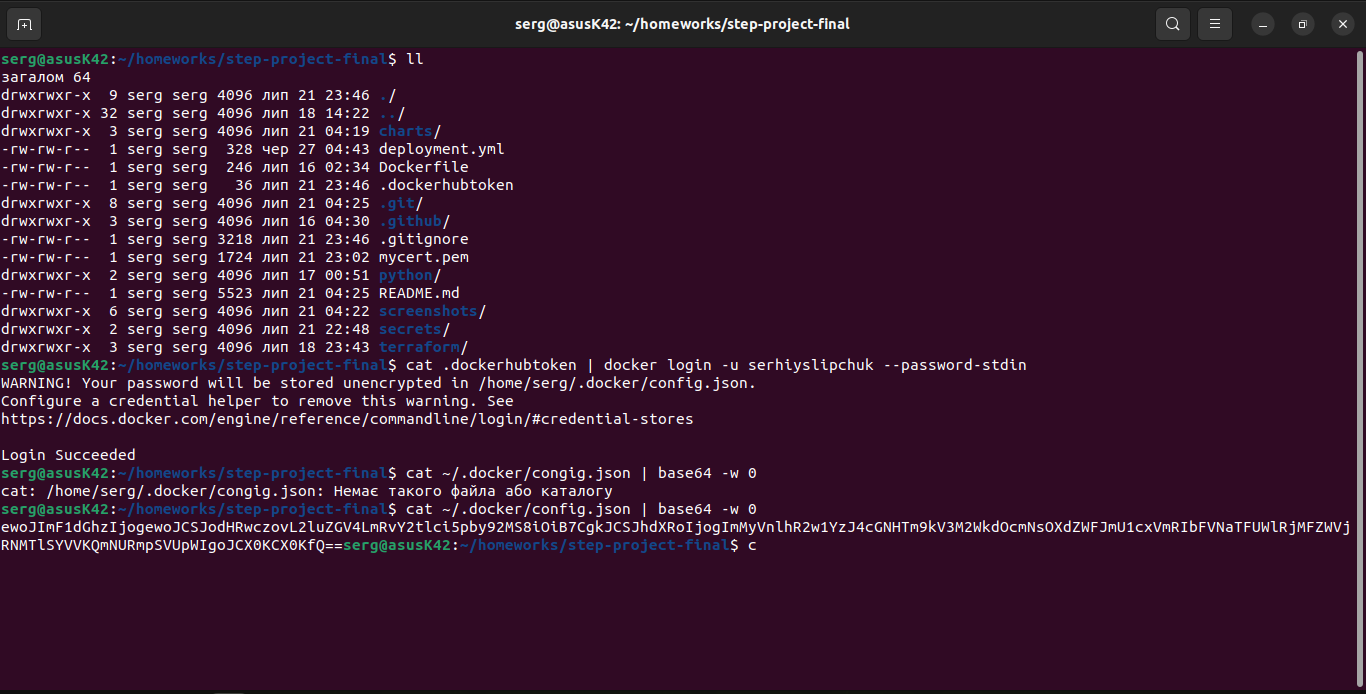 serg@asusK42: ~/homeworks/step-project-final
serg@asusK42:~/homeworks/step-project-final$ ll
загалом 64
drwxrwxr-x  9 serg serg 4096 лип 21 23:46 ./
drwxrwxr-x 32 serg serg 4096 лип 18 14:22 ../
drwxrwxr-x  3 serg serg 4096 лип 21 04:19 charts/
-rw-rw-r--  1 serg serg  328 чер 27 04:43 deployment.yml
-rw-rw-r--  1 serg serg  246 лип 16 02:34 Dockerfile
-rw-rw-r--  1 serg serg   36 лип 21 23:46 .dockerhubtoken
drwxrwxr-x  8 serg serg 4096 лип 21 04:25 .git/
drwxrwxr-x  3 serg serg 4096 лип 16 04:30 .github/
-rw-rw-r--  1 serg serg 3218 лип 21 23:46 .gitignore
-rw-rw-r--  1 serg serg 1724 лип 21 23:02 mycert.pem
drwxrwxr-x  2 serg serg 4096 лип 17 00:51 python/
-rw-rw-r--  1 serg serg 5523 лип 21 04:25 README.md
drwxrwxr-x  6 serg serg 4096 лип 21 04:22 screenshots/
drwxrwxr-x  2 serg serg 4096 лип 21 22:48 secrets/
drwxrwxr-x  3 serg serg 4096 лип 18 23:43 terraform/
serg@asusK42:~/homeworks/step-project-final$ cat .dockerhubtoken | docker login -u serhiyslipchuk --password-stdin
WARNING! Your password will be stored unencrypted in /home/serg/.docker/config.json.
Configure a credential helper to remove this warning. See
https://docs.docker.com/engine/reference/commandline/login/#credential-stores
Login Succeeded
serg@asusK42:~/homeworks/step-project-final$ cat ~/.docker/congig.json | base64 -w 0
cat: /home/serg/.docker/congig.json: Немає такого файла або каталогу
serg@asusK42:~/homeworks/step-project-final$ cat ~/.docker/config.json | base64 -w 0
serg@asusK42:~/homeworks/step-project-final$ c